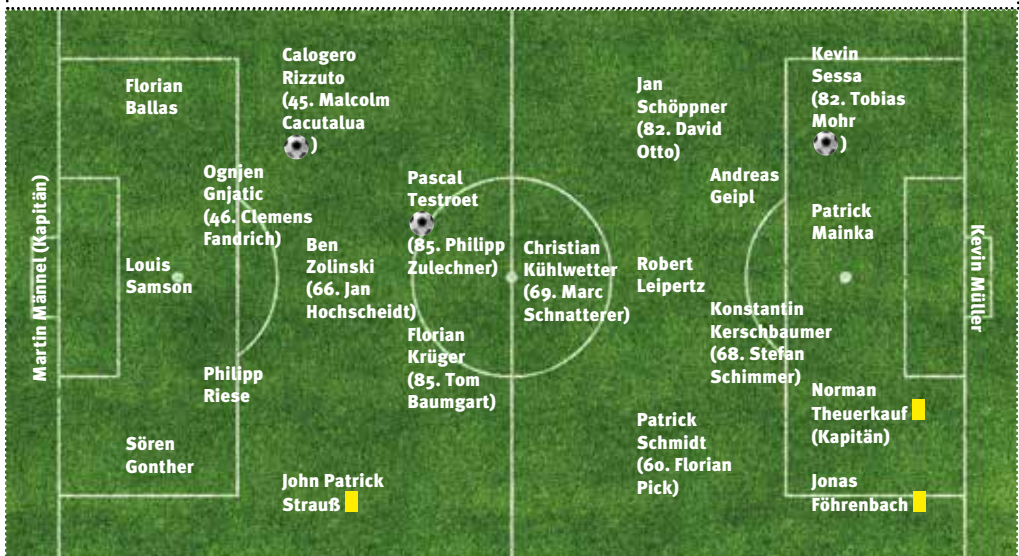 Martin Männel (Kapitän)
Florian
Ballas
Louis
Samson
Sören
Gonther
Ognjen
Gnjatic
(46. Clemens
Fandrich)
Philipp
Riese
Calogero
Rizzuto
(45. Malcolm
Cacutalua
)
Ben
Zolinski
(66. Jan
Hochscheidt)
John Patrick
Strauß
Pascal
Testroet
(85. Philipp
Zulechner)
Florian
Krüger
(85. Tom
Baumgart)
Christian
Kühlwetter
(69. Marc
Schnatterer)
Jan
Schöppner
(82. David
Otto)
Robert
Leipertz
Patrick
Schmidt
(60. Florian
Pick)
Andreas
Geipl
Konstantin
Kerschbaumer
(68. Stefan
Schimmer)
Kevin
Sessa
(82. Tobias
Mohr
)
Patrick
Mainka
Norman
Theuerkauf
(Kapitän)
Jonas
Föhrenbach
Kevin Müller